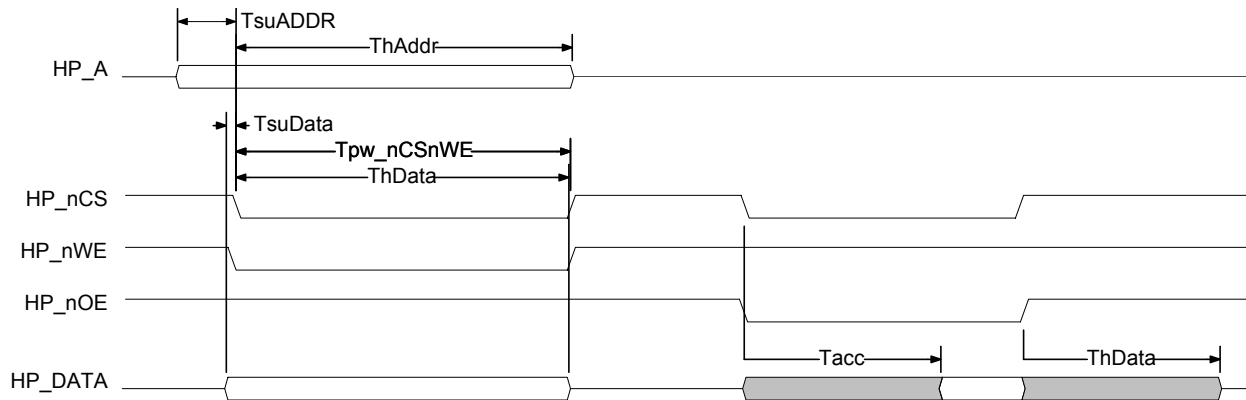 TsuADDR
ThAddr
HP_A
TsuData
Tpw_nCSnWE
ThData
HP_nCS
HP_nWE
HP_nOE
Tacc
ThData
HP_DATA